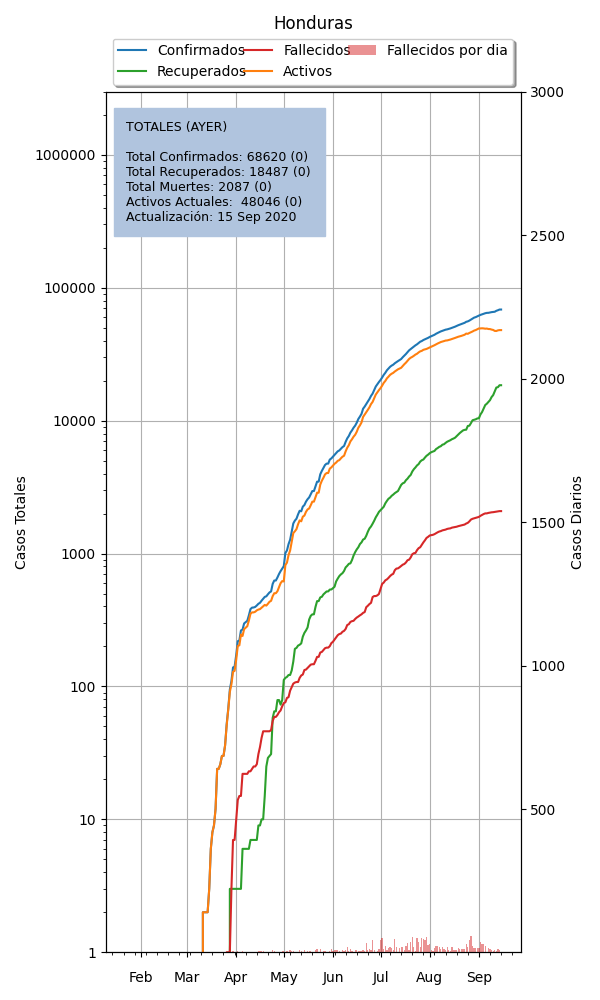 Honduras
Confirmados Fallecidos Fallecidos por dia
Recuperados Activos
TOTALES (AYER)
Total Confirmados: 68620 (0)
Total Recuperados: 18487 (0)
Total Muertes: 2087 (0)
Activos Actuales:  48046 (0)
Actualización: 15 Sep 2020
Casos Totales
1000000
100000
10000
1000
100
10
1
3000
2500
2000
1500
1000
500
Casos Diarios
Feb Mar Apr May Jun Jul Aug Sep